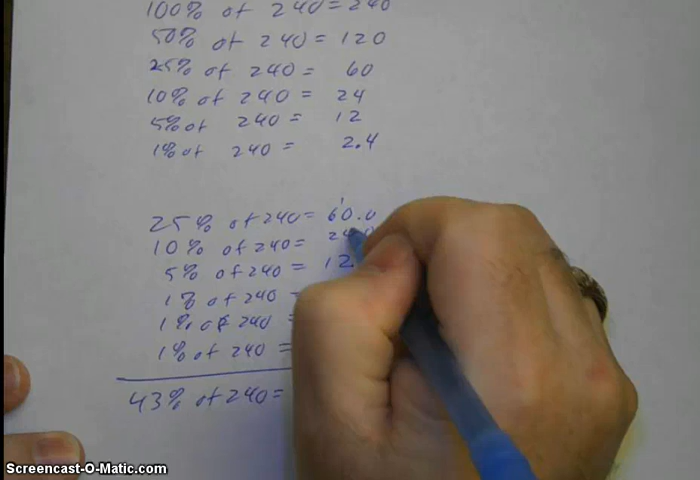 100% of 240 = 240
50% of 240 = 120
25% of 240 = 60
10% of 240 = 24
5% of 240 = 12
1% of 240 = 2.4
1
25% of 240 = 60.0
10% of 240 =
5% of 240 = 12
1% of 240 =
1% of 240
1% of 240 =
43% of 240 =
Screencast-O-Matic.com